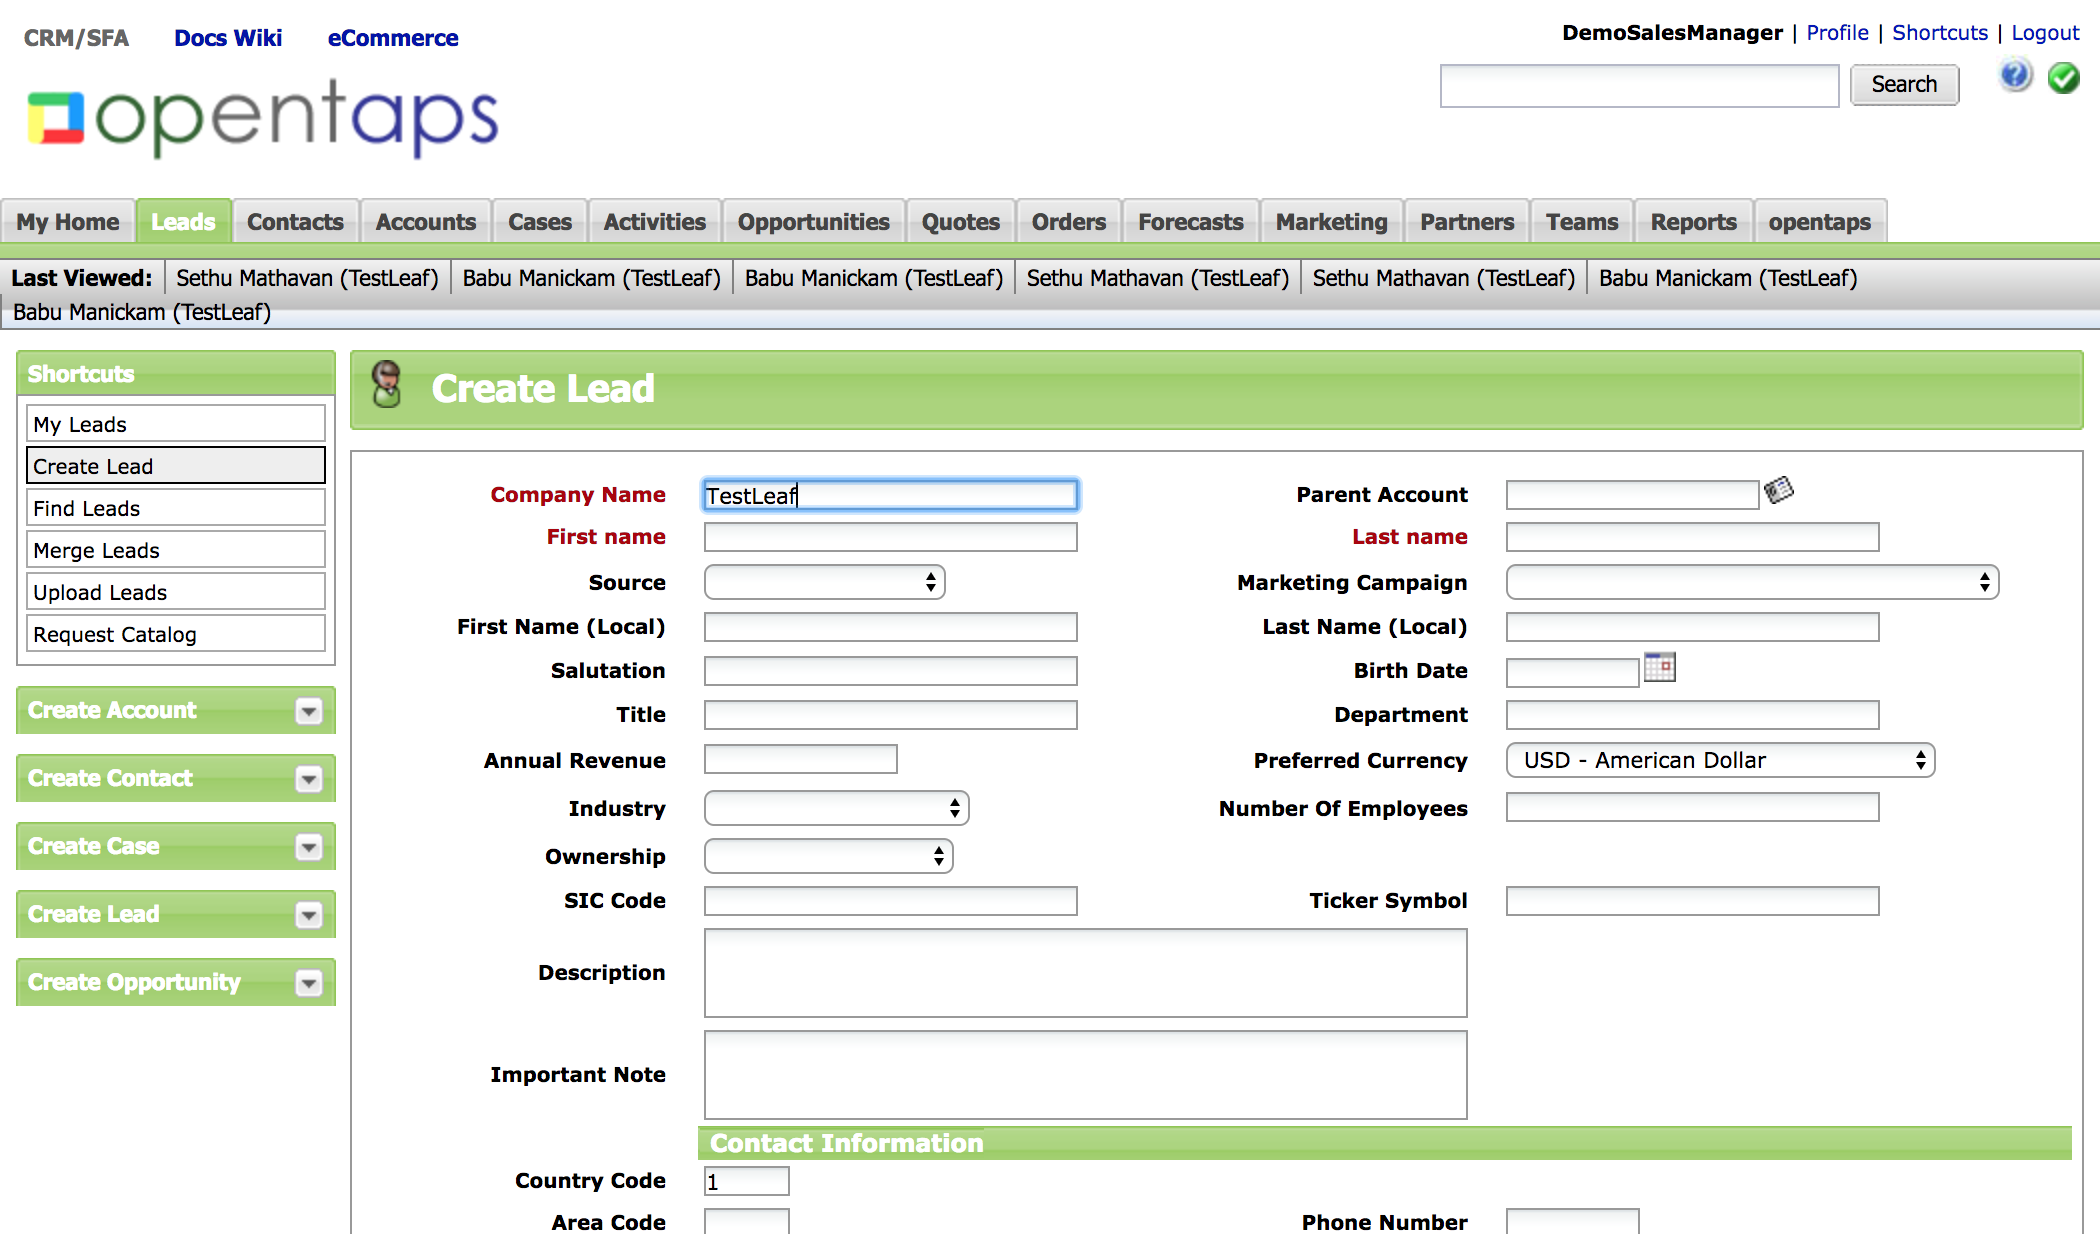 CRM/SFA Docs Wiki eCommerce
DemoSalesManager | Profile | Shortcuts | Logout
Search
opentaps
My Home Leads Contacts Accounts Cases Activities Opportunities Quotes Orders Forecasts Marketing Partners Teams Reports opentaps
Last Viewed: Sethu Mathavan (TestLeaf) Babu Manickam (TestLeaf) Babu Manickam (TestLeaf) Sethu Mathavan (TestLeaf) Sethu Mathavan (TestLeaf) Babu Manickam (TestLeaf)
Babu Manickam (TestLeaf)
Shortcuts
My Leads
Create Lead
Find Leads
Merge Leads
Upload Leads
Request Catalog
Create Account
Create Contact
Create Case
Create Lead
Create Opportunity
Create Lead
Company Name TestLeaf Parent Account
First name Last name
Source Marketing Campaign
First Name (Local) Last Name (Local)
Salutation Birth Date
Title Department
Annual Revenue Preferred Currency USD - American Dollar
Industry Number Of Employees
Ownership
SIC Code Ticker Symbol
Description
Important Note
Contact Information
Country Code 1
Area Code Phone Number